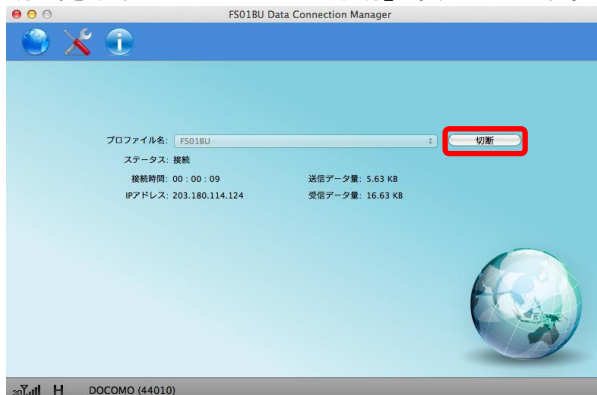 FS01BU Data Connection Manager
プロファイル名: FS01BU 切断
ステータス: 接続
接続時間: 00 : 00 : 09 送信データ量: 5.63 KB
IPアドレス: 203.180.114.124 受信データ量: 16.63 KB
3G H DOCOMO (44010)